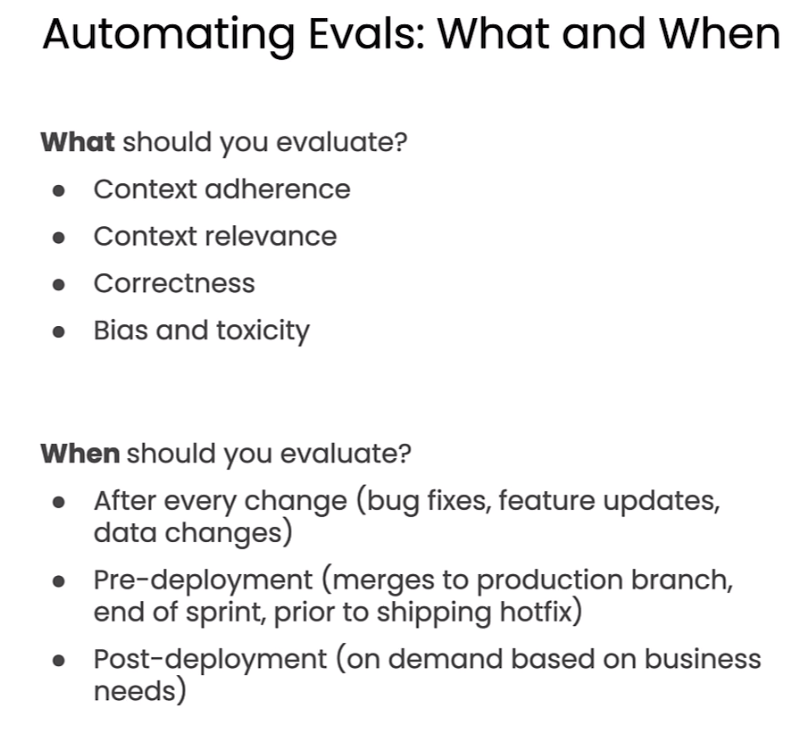 Automating Evals: What and When
What should you evaluate?
● Context adherence
● Context relevance
● Correctness
● Bias and toxicity
When should you evaluate?
● After every change (bug fixes, feature updates,
data changes)
● Pre-deployment (merges to production branch,
end of sprint, prior to shipping hotfix)
● Post-deployment (on demand based on business
needs)